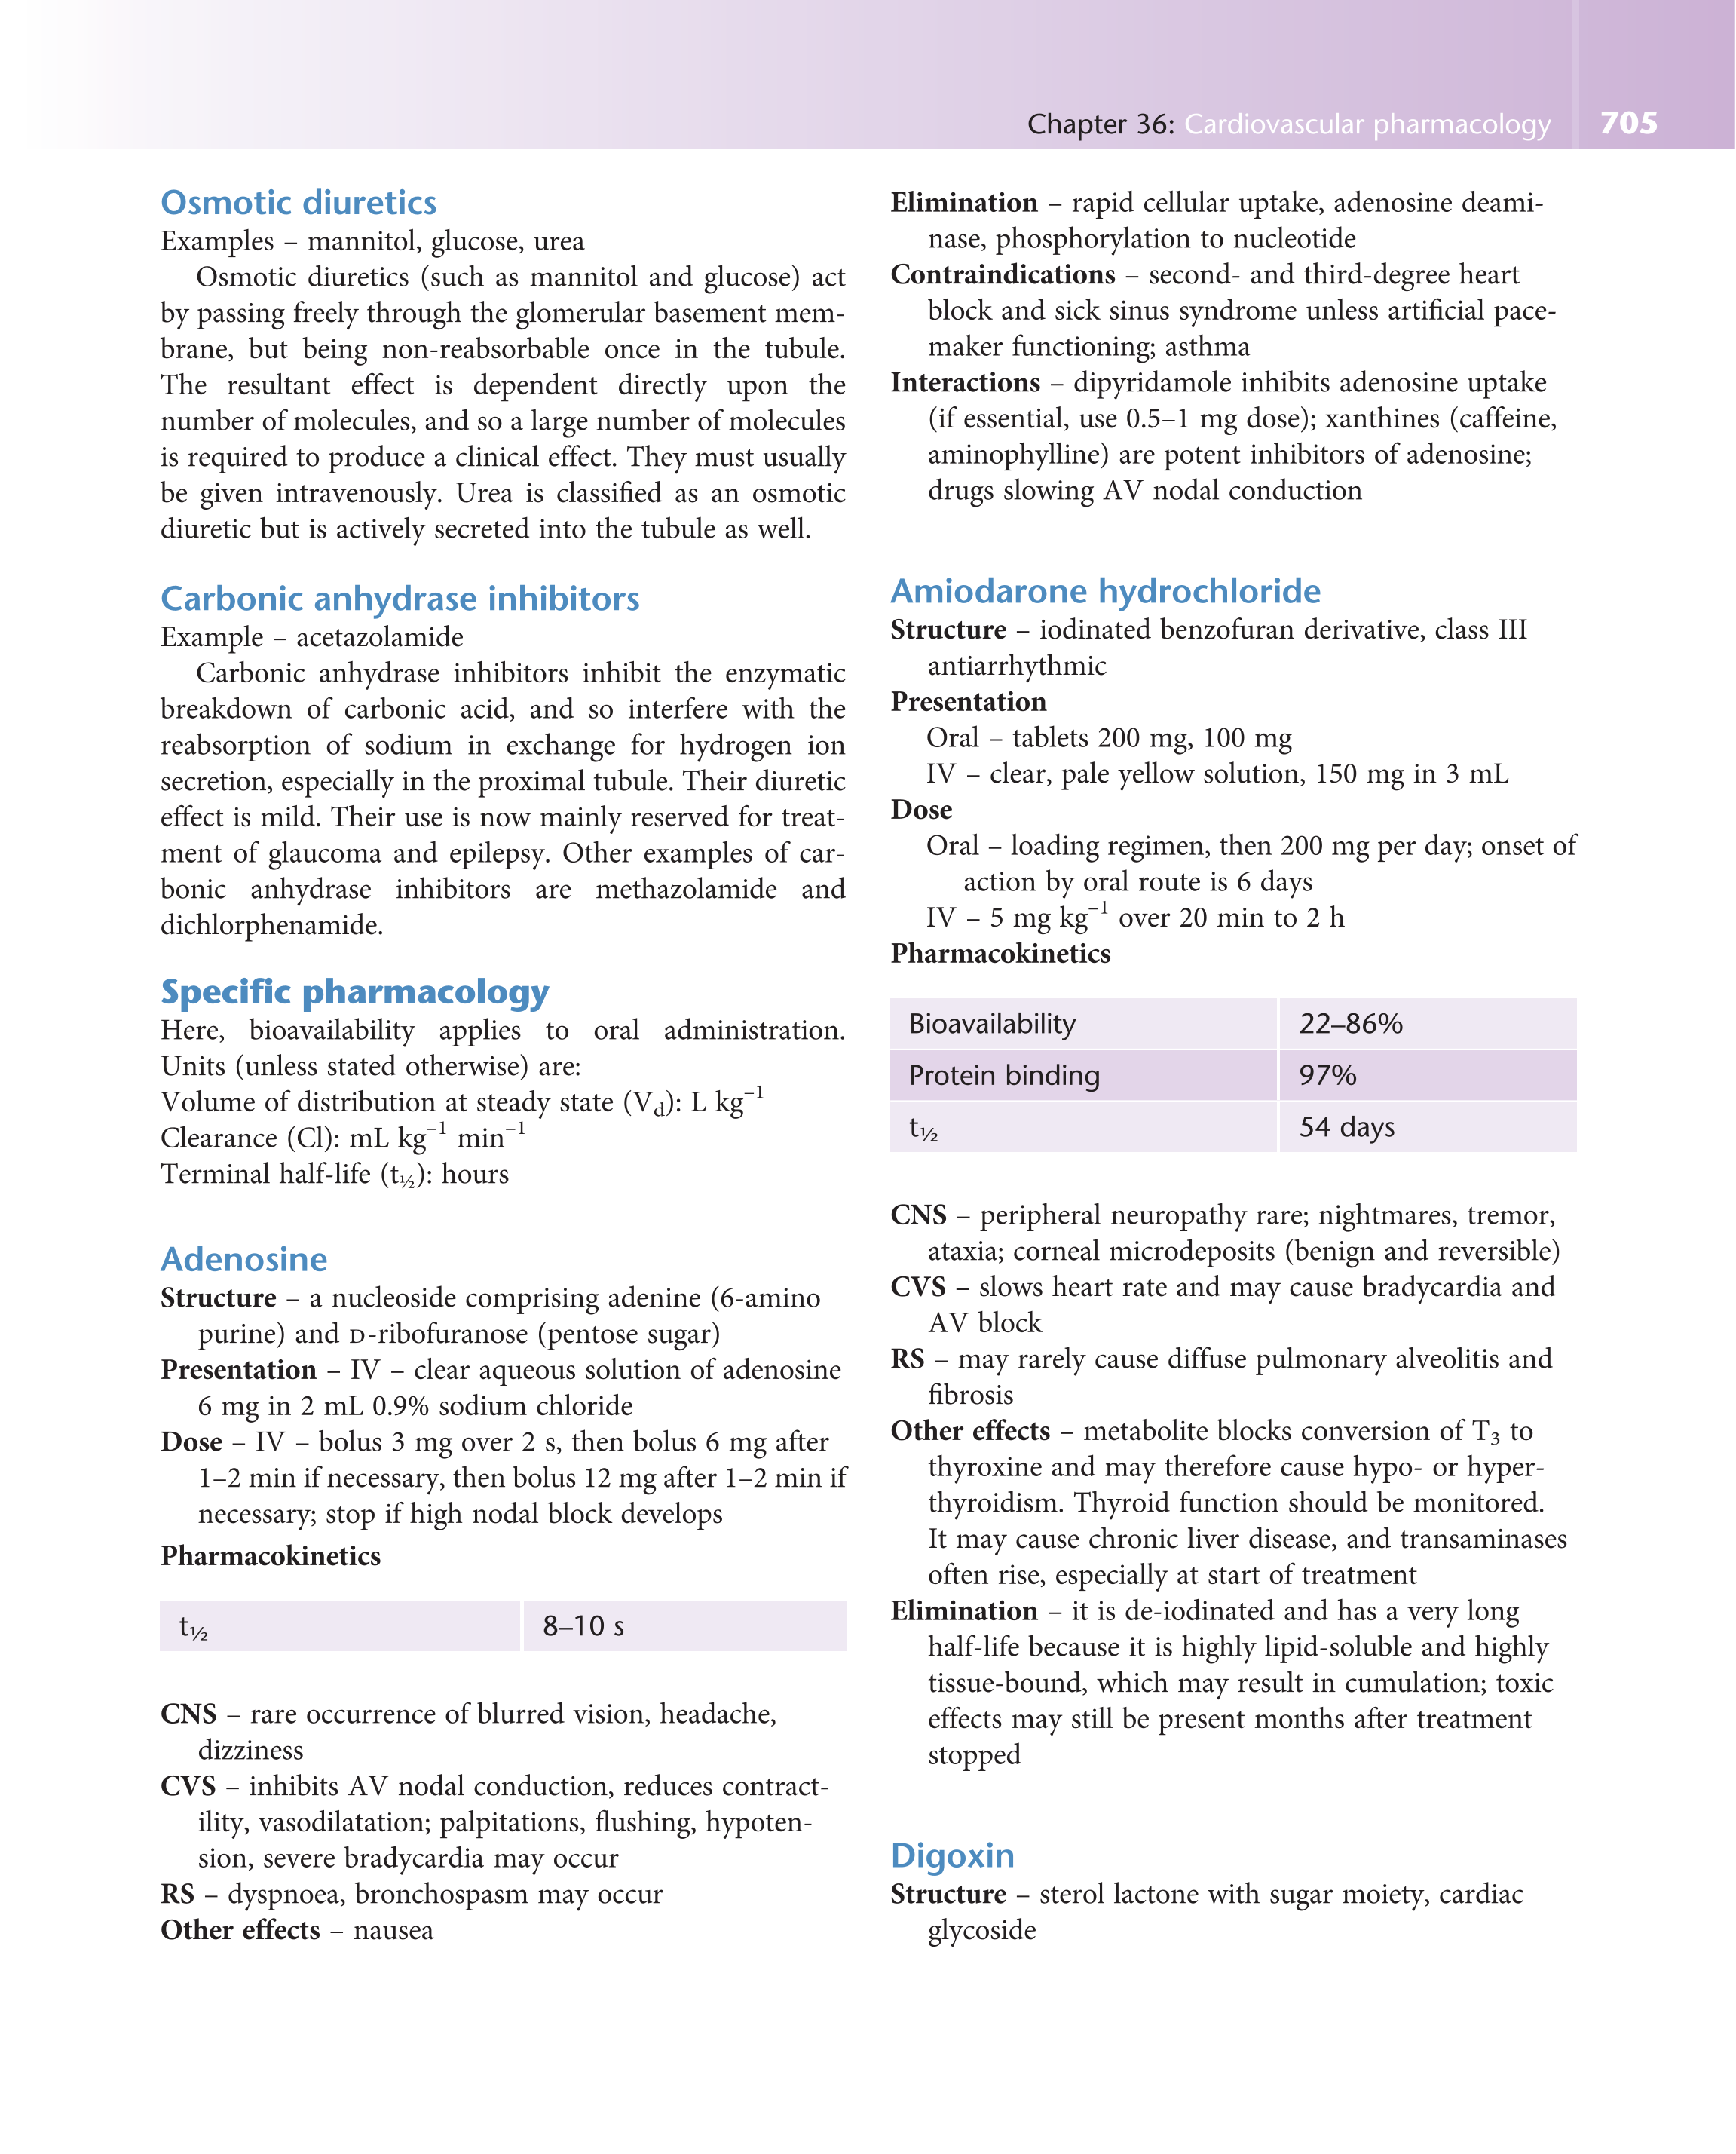 Chapter 36: Cardiovascular pharmacology 705
Osmotic diuretics
Examples – mannitol, glucose, urea
Osmotic diuretics (such as mannitol and glucose) act
by passing freely through the glomerular basement mem-
brane, but being non-reabsorbable once in the tubule.
The resultant effect is dependent directly upon the
number of molecules, and so a large number of molecules
is required to produce a clinical effect. They must usually
be given intravenously. Urea is classified as an osmotic
diuretic but is actively secreted into the tubule as well.
Carbonic anhydrase inhibitors
Example – acetazolamide
Carbonic anhydrase inhibitors inhibit the enzymatic
breakdown of carbonic acid, and so interfere with the
reabsorption of sodium in exchange for hydrogen ion
secretion, especially in the proximal tubule. Their diuretic
effect is mild. Their use is now mainly reserved for treat-
ment of glaucoma and epilepsy. Other examples of car-
bonic anhydrase inhibitors are methazolamide and
dichlorphenamide.
Specific pharmacology
Here, bioavailability applies to oral administration.
Units (unless stated otherwise) are:
Volume of distribution at steady state (V_d): L kg⁻¹
Clearance (Cl): mL kg⁻¹ min⁻¹
Terminal half-life (t½): hours
Adenosine
Structure – a nucleoside comprising adenine (6-amino
purine) and D-ribofuranose (pentose sugar)
Presentation – IV – clear aqueous solution of adenosine
6 mg in 2 mL 0.9% sodium chloride
Dose – IV – bolus 3 mg over 2 s, then bolus 6 mg after
1–2 min if necessary, then bolus 12 mg after 1–2 min if
necessary; stop if high nodal block develops
Pharmacokinetics
t½ 8–10 s
CNS – rare occurrence of blurred vision, headache,
dizziness
CVS – inhibits AV nodal conduction, reduces contract-
ility, vasodilatation; palpitations, flushing, hypoten-
sion, severe bradycardia may occur
RS – dyspnoea, bronchospasm may occur
Other effects – nausea
Elimination – rapid cellular uptake, adenosine deami-
nase, phosphorylation to nucleotide
Contraindications – second- and third-degree heart
block and sick sinus syndrome unless artificial pace-
maker functioning; asthma
Interactions – dipyridamole inhibits adenosine uptake
(if essential, use 0.5–1 mg dose); xanthines (caffeine,
aminophylline) are potent inhibitors of adenosine;
drugs slowing AV nodal conduction
Amiodarone hydrochloride
Structure – iodinated benzofuran derivative, class III
antiarrhythmic
Presentation
Oral – tablets 200 mg, 100 mg
IV – clear, pale yellow solution, 150 mg in 3 mL
Dose
Oral – loading regimen, then 200 mg per day; onset of
action by oral route is 6 days
IV – 5 mg kg⁻¹ over 20 min to 2 h
Pharmacokinetics
Bioavailability 22–86%
Protein binding 97%
t½ 54 days
CNS – peripheral neuropathy rare; nightmares, tremor,
ataxia; corneal microdeposits (benign and reversible)
CVS – slows heart rate and may cause bradycardia and
AV block
RS – may rarely cause diffuse pulmonary alveolitis and
fibrosis
Other effects – metabolite blocks conversion of T₃ to
thyroxine and may therefore cause hypo- or hyper-
thyroidism. Thyroid function should be monitored.
It may cause chronic liver disease, and transaminases
often rise, especially at start of treatment
Elimination – it is de-iodinated and has a very long
half-life because it is highly lipid-soluble and highly
tissue-bound, which may result in cumulation; toxic
effects may still be present months after treatment
stopped
Digoxin
Structure – sterol lactone with sugar moiety, cardiac
glycoside